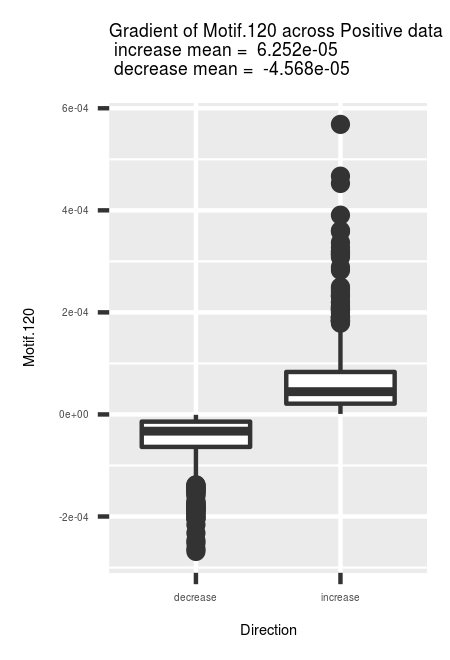 Gradient of Motif.120 across Positive data
increase mean =  6.252e-05
decrease mean =  -4.568e-05
6e-04
4e-04
2e-04
0e+00
-2e-04
Motif.120
decrease
increase
Direction